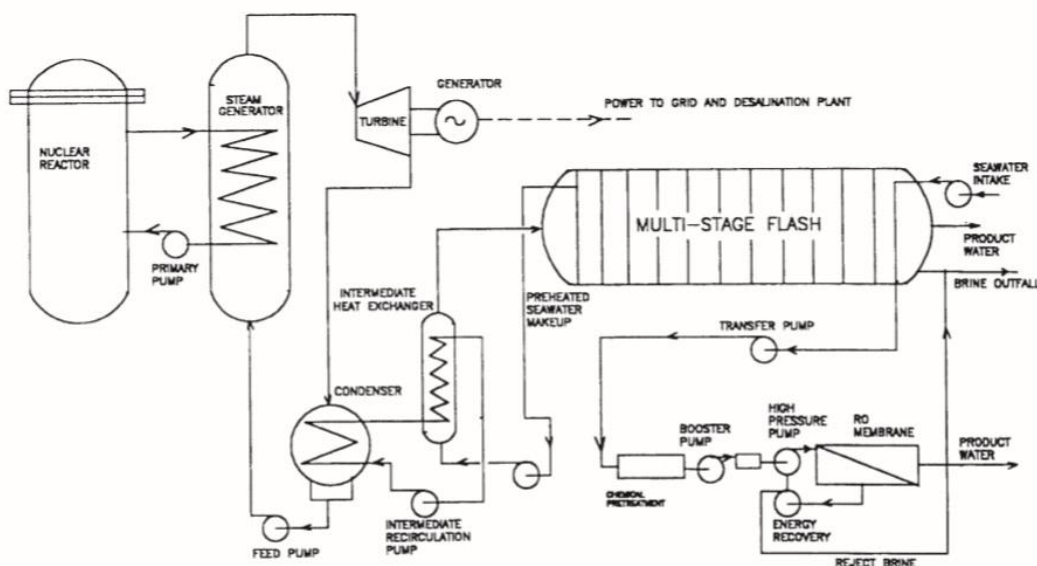 GENERATOR
POWER TO GRID AND DESALINATION PLANT
STEAM
GENERATOR
TURBINE
NUCLEAR
REACTOR
SEAWATER
INTAKE
MULTI-STAGE FLASH
PRODUCT
WATER
PRIMARY
PUMP
BRINE OUTFALL
INTERMEDIATE
HEAT EXCHANGER
PREHEATED
SEAWATER
MAKEUP
TRANSFER PUMP
CONDENSER
BOOSTER
PUMP
HIGH
PRESSURE
PUMP
RO
MEMBRANE
PRODUCT
WATER
CHEMICAL
PRETREATMENT
INTERMEDIATE
RECIRCULATION
PUMP
ENERGY
RECOVERY
FEED PUMP
REJECT BRINE